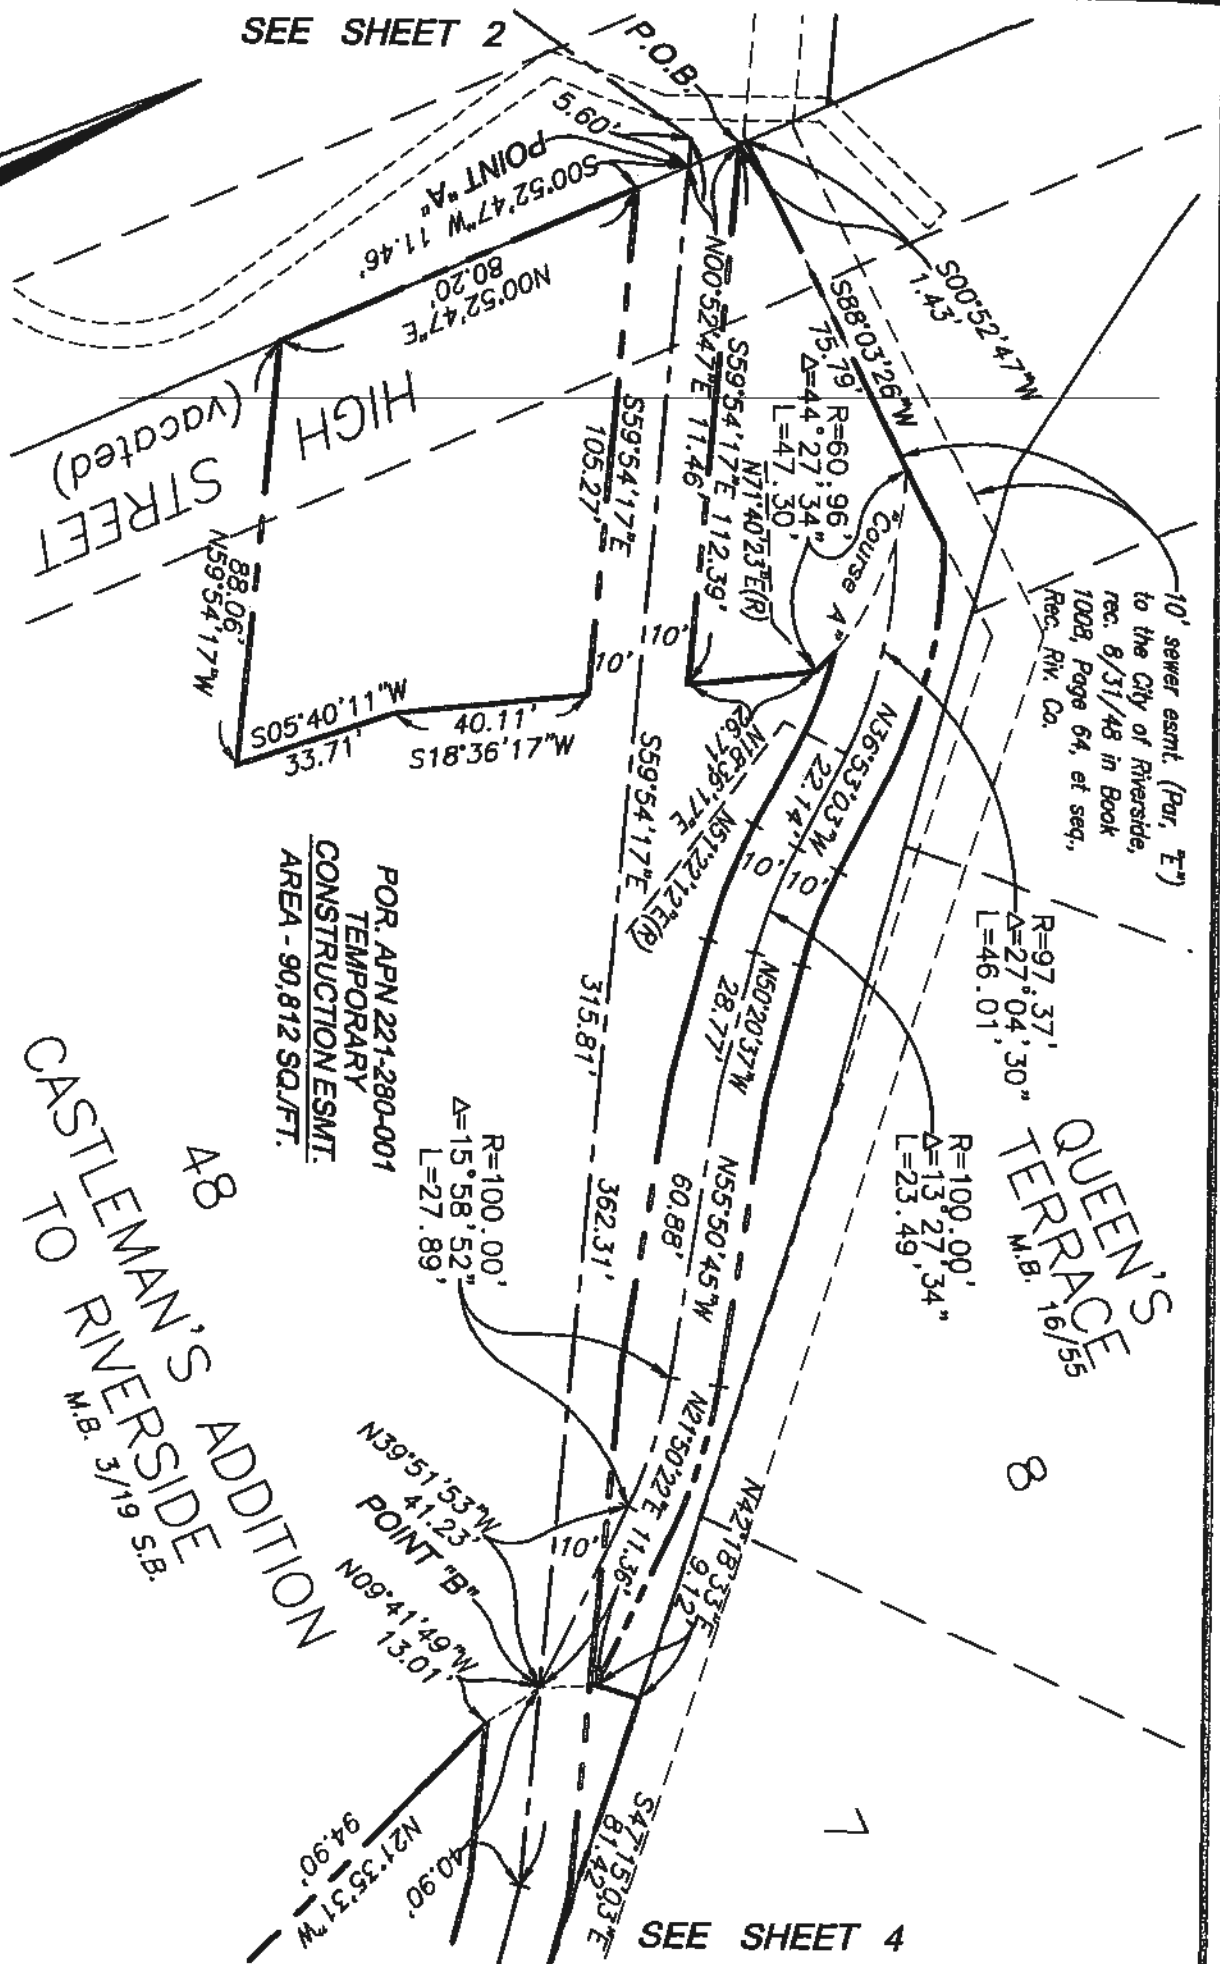 SEE SHEET 2
P.O.B.
5.60'
POINT "A"
S00°52'47"W 11.46'
N00°52'47"E
80.20'
HIGH
STREET
(vacated)
88.06'
N59°54'17"W
S05°40'11"W
33.71'
40.11'
S18°36'17"W
S59°54'17"E
105.27'
10'
10'
N00°52'47"E 11.46'
S59°54'17"E 112.39'
N71°40'23"E(R)
R=60.96'
Δ=44°27'34"
L=47.30'
S88°03'26"W
75.79'
S00°52'47"W
1.43'
"Course A"
10' sewer esmt. (Par. "E")
to the City of Riverside,
rec. 8/31/48 in Book
1008, Page 64, et seq.,
Rec. Riv. Co.
N36°53'03"W
22.14'
26.71'
N18°36'17"E
N51°22'12"E(R)
10'
10'
S59°54'17"E
315.81'
362.31'
N50°20'37"W
28.77'
R=97.37'
Δ=27°04'30"
L=46.01'
R=100.00'
Δ=13°27'34"
L=23.49'
QUEEN'S
TERRACE
M.B. 16/55
8
7
POR. APN 221-280-001
TEMPORARY
CONSTRUCTION ESMT.
AREA - 90,812 SQ./FT.
48
CASTLEMAN'S ADDITION
TO RIVERSIDE
M.B. 3/19 S.B.
R=100.00'
Δ=15°58'52"
L=27.89'
N55°50'45"W
60.88'
N21°50'22"E 11.36'
N42°18'33"E
9.12'
10'
N39°51'53"W
41.23'
POINT "B"
N09°41'49"W
13.01'
40.90'
N21°35'31"W
94.90'
S47°15'03"E
81.42'
SEE SHEET 4